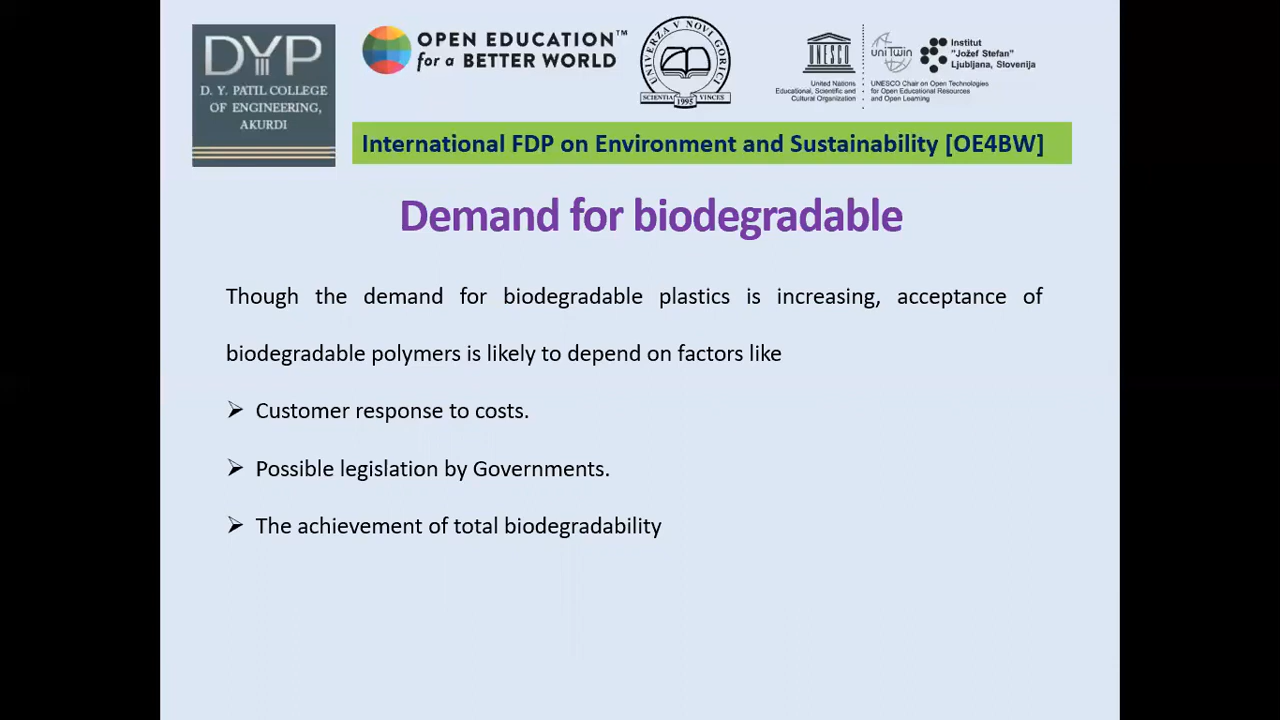 DYP
D. Y. PATIL COLLEGE
OF ENGINEERING,
AKURDI
OPEN EDUCATION™
for a BETTER WORLD
UNIVERZA V NOVI GORICI
SCIENTIA VINCES
1995
UNESCO
United Nations
Educational, Scientific and
Cultural Organization
uniTwin
Institut
"Jožef Stefan"
Ljubljana, Slovenija
UNESCO Chair on Open Technologies
for Open Educational Resources
and Open Learning
International FDP on Environment and Sustainability [OE4BW]
Demand for biodegradable
Though the demand for biodegradable plastics is increasing, acceptance of
biodegradable polymers is likely to depend on factors like
➢ Customer response to costs.
➢ Possible legislation by Governments.
➢ The achievement of total biodegradability